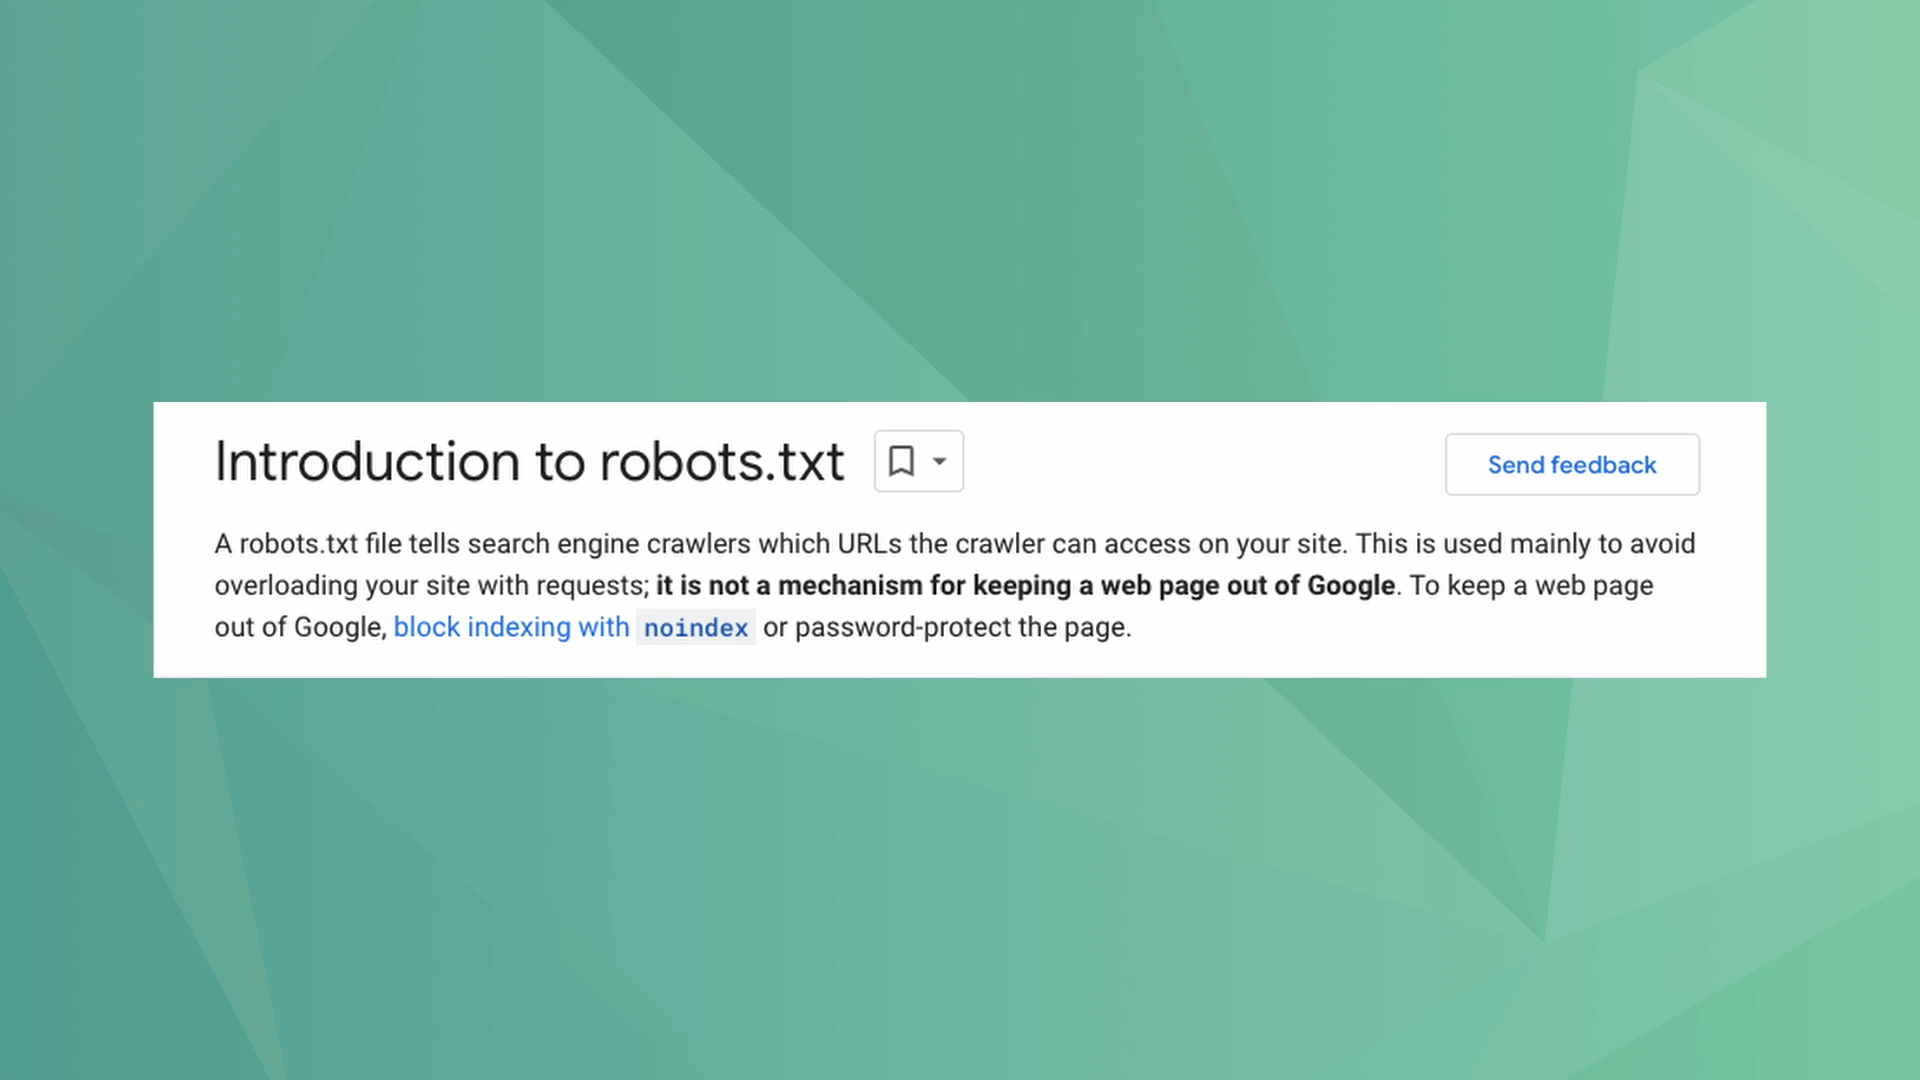 Introduction to robots.txt
Send feedback
A robots.txt file tells search engine crawlers which URLs the crawler can access on your site. This is used mainly to avoid
overloading your site with requests; it is not a mechanism for keeping a web page out of Google. To keep a web page
out of Google, block indexing with noindex or password-protect the page.